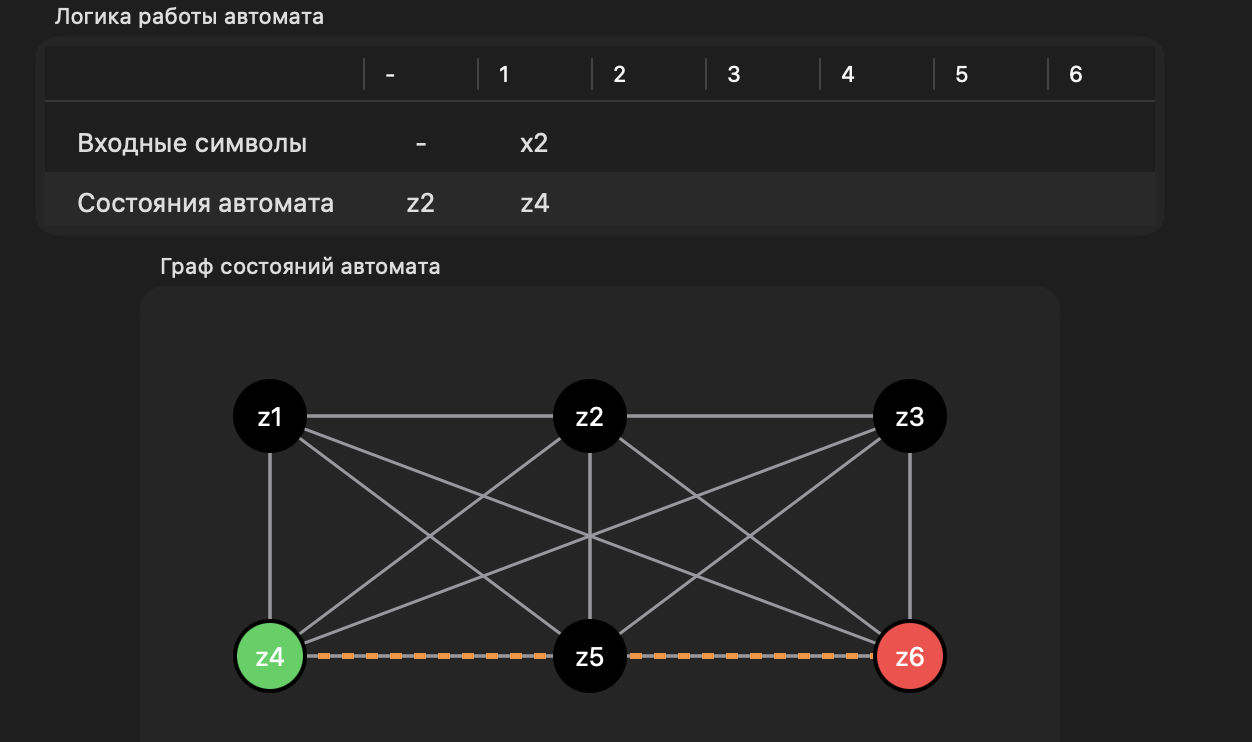 Логика работы автомата
- 1 2 3 4 5 6
Входные символы - x2
Состояния автомата z2 z4
Граф состояний автомата
z1 z2 z3
z4 z5 z6